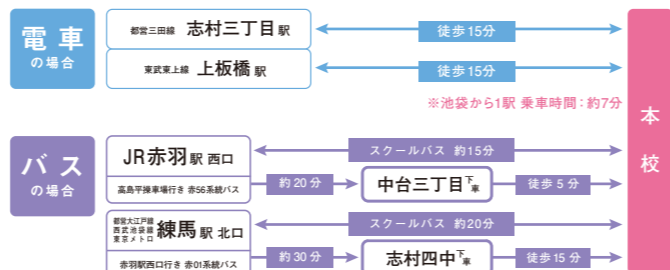 電車
の場合
都営三田線 志村三丁目駅
徒歩15分
東武東上線 上板橋駅
徒歩15分
※池袋から1駅 乗車時間：約7分
本校
バス
の場合
JR赤羽駅 西口
スクールバス 約15分
高島平操車場行き 赤56系統バス
約20分
中台三丁目下車
徒歩5分
都営大江戸線
西武池袋線
東京メトロ
練馬駅 北口
スクールバス 約20分
赤羽駅西口行き 赤01系統バス
約30分
志村四中下車
徒歩15分